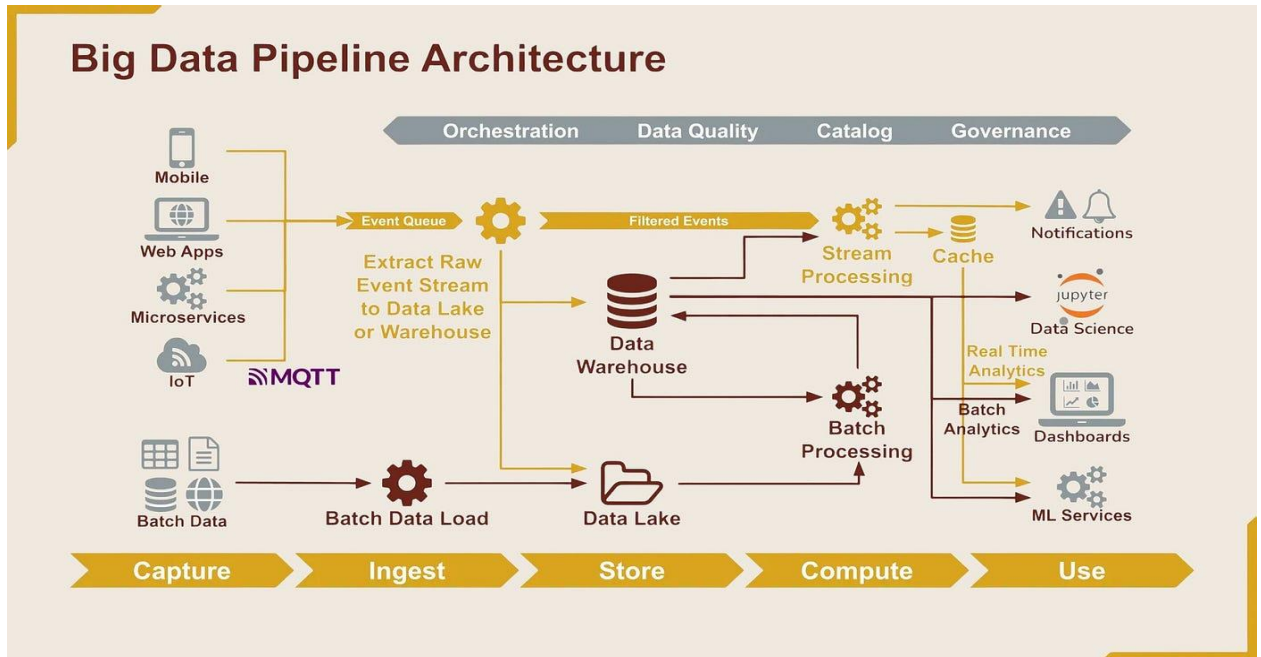 Big Data Pipeline Architecture
Orchestration Data Quality Catalog Governance
Mobile
Web Apps
Microservices
IoT
MQTT
Batch Data
Event Queue
Extract Raw
Event Stream
to Data Lake
or Warehouse
Batch Data Load
Filtered Events
Data
Warehouse
Data Lake
Stream
Processing
Batch
Processing
Cache
Real Time
Analytics
Batch
Analytics
Notifications
jupyter
Data Science
Dashboards
ML Services
Capture Ingest Store Compute Use